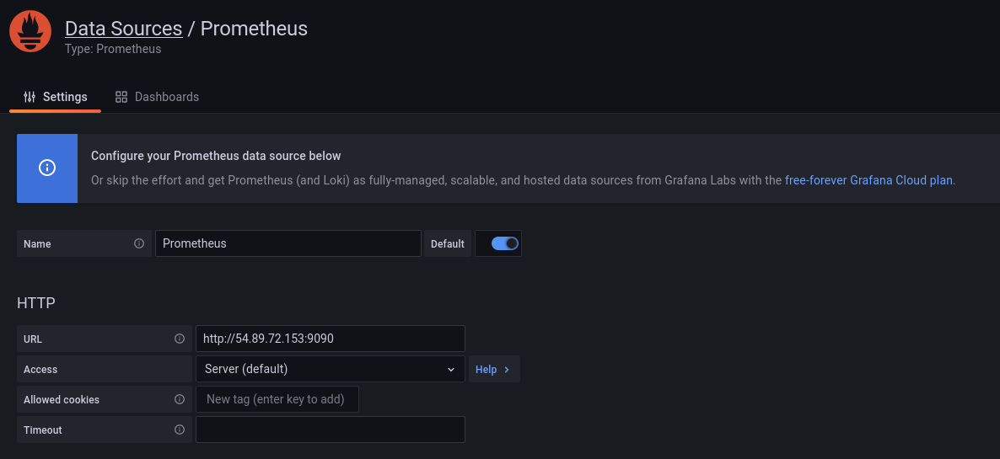 Data Sources / Prometheus
Type: Prometheus
Settings Dashboards
Configure your Prometheus data source below
Or skip the effort and get Prometheus (and Loki) as fully-managed, scalable, and hosted data sources from Grafana Labs with the free-forever Grafana Cloud plan.
Name Prometheus Default
HTTP
URL http://54.89.72.153:9090
Access Server (default) Help
Allowed cookies New tag (enter key to add)
Timeout